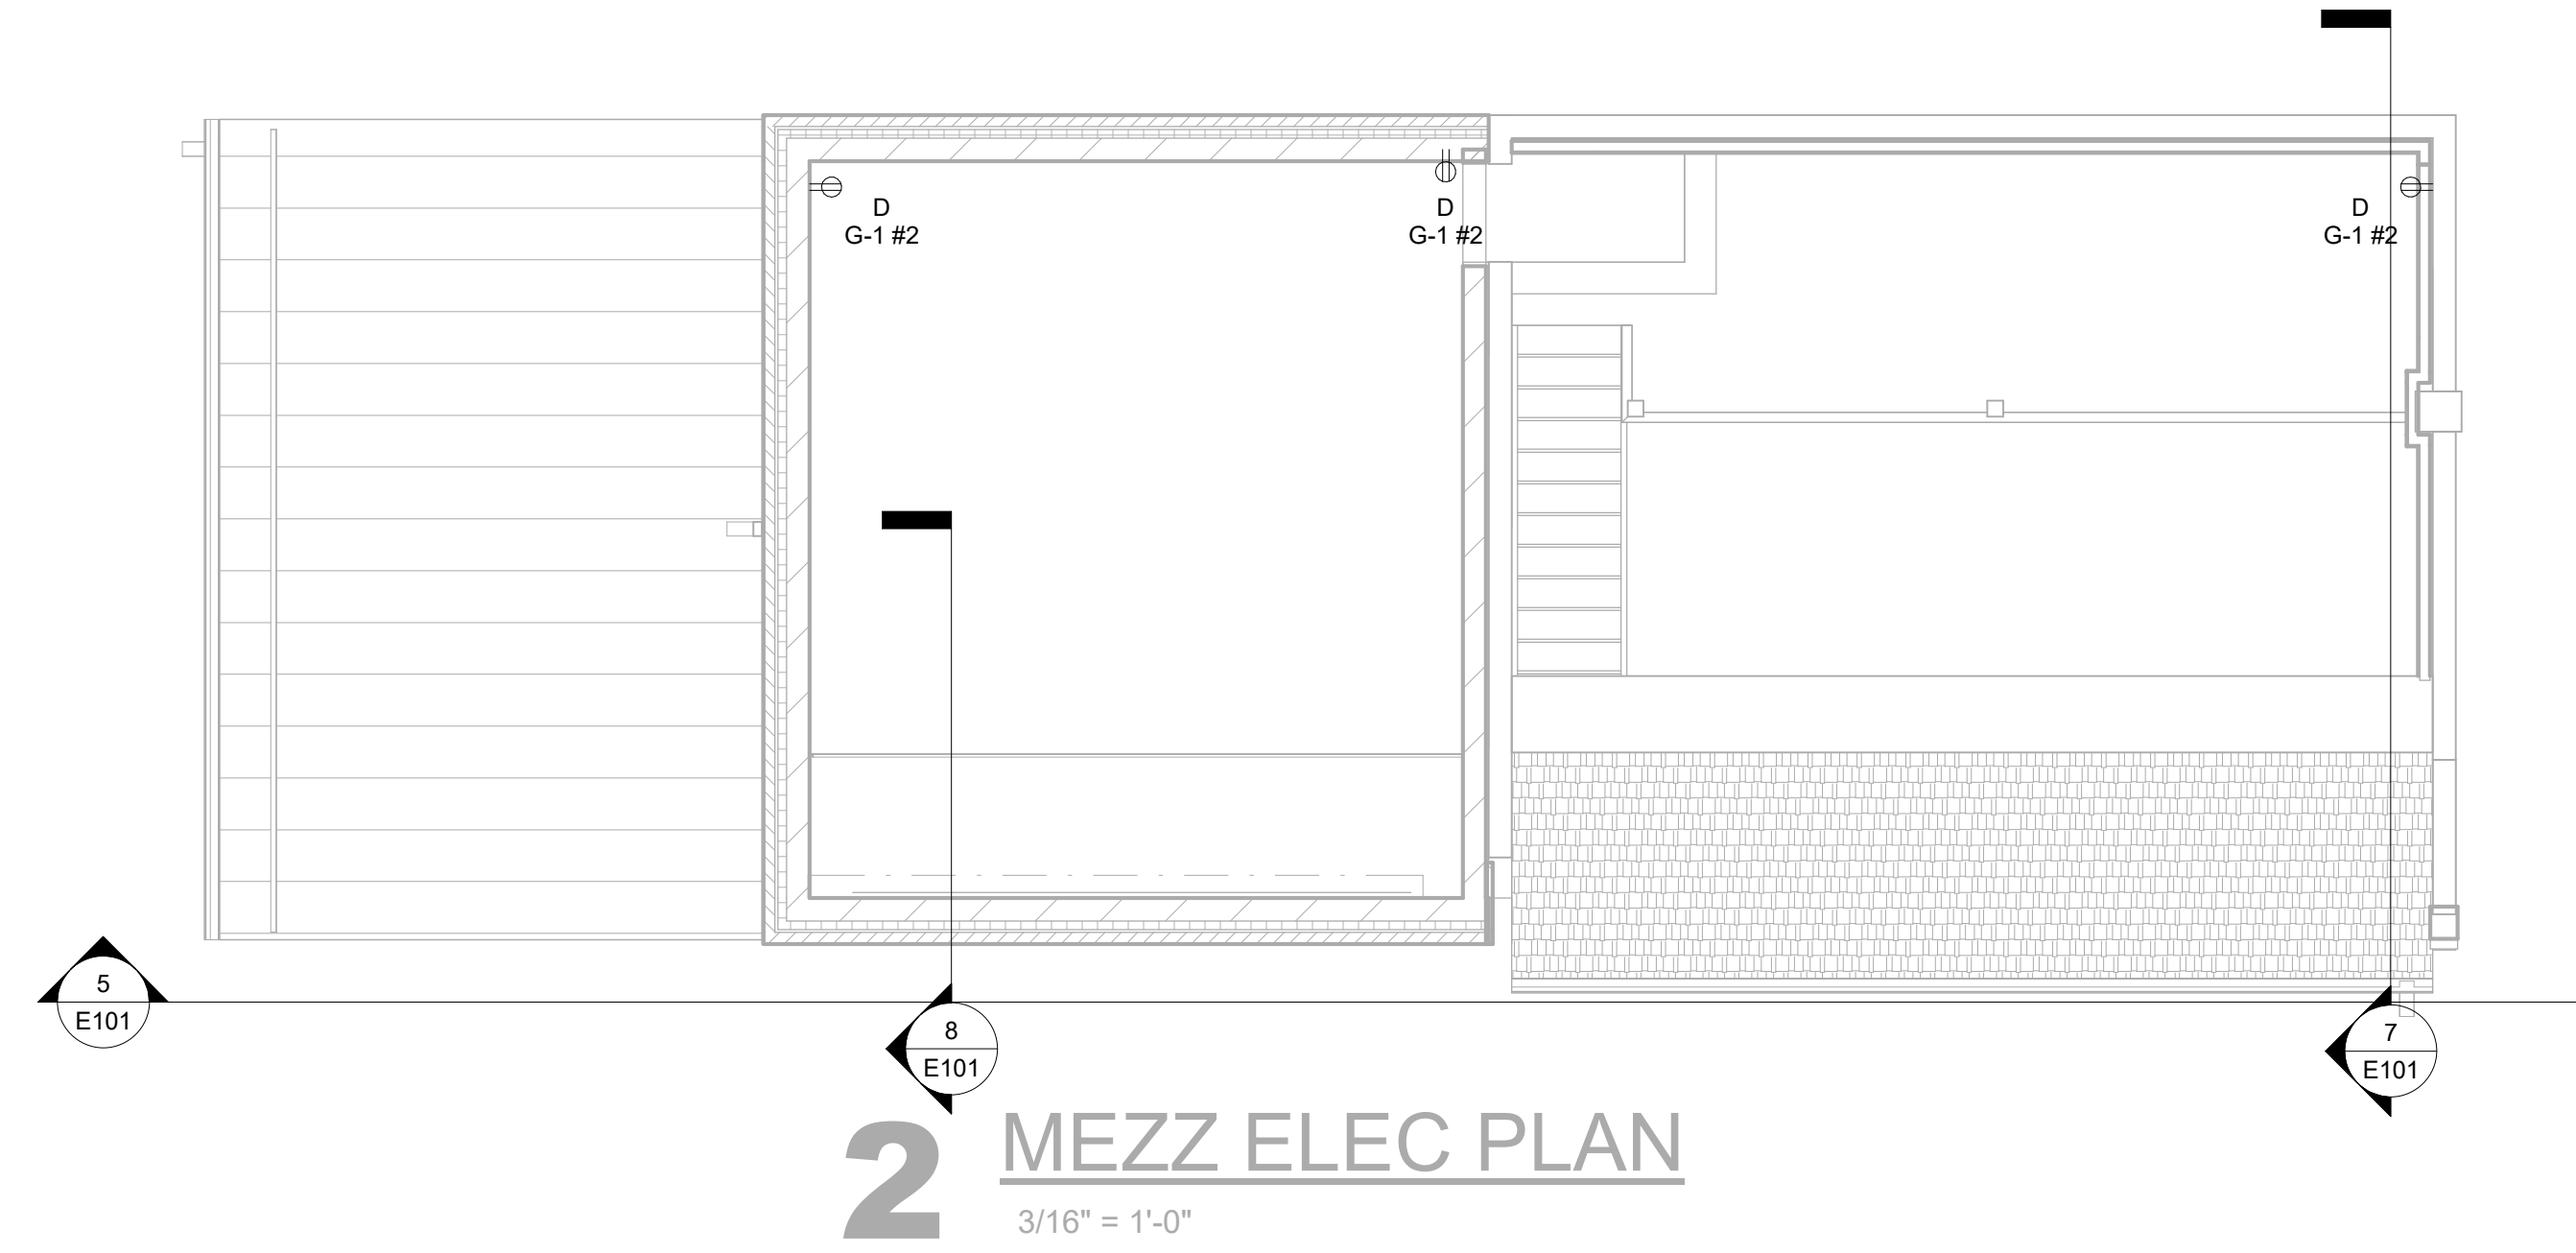 D
G-1 #2
D
G-1 #2
D
G-1 #2
5
E101
8
E101
7
E101
2
MEZZ ELEC PLAN
3/16" = 1'-0"